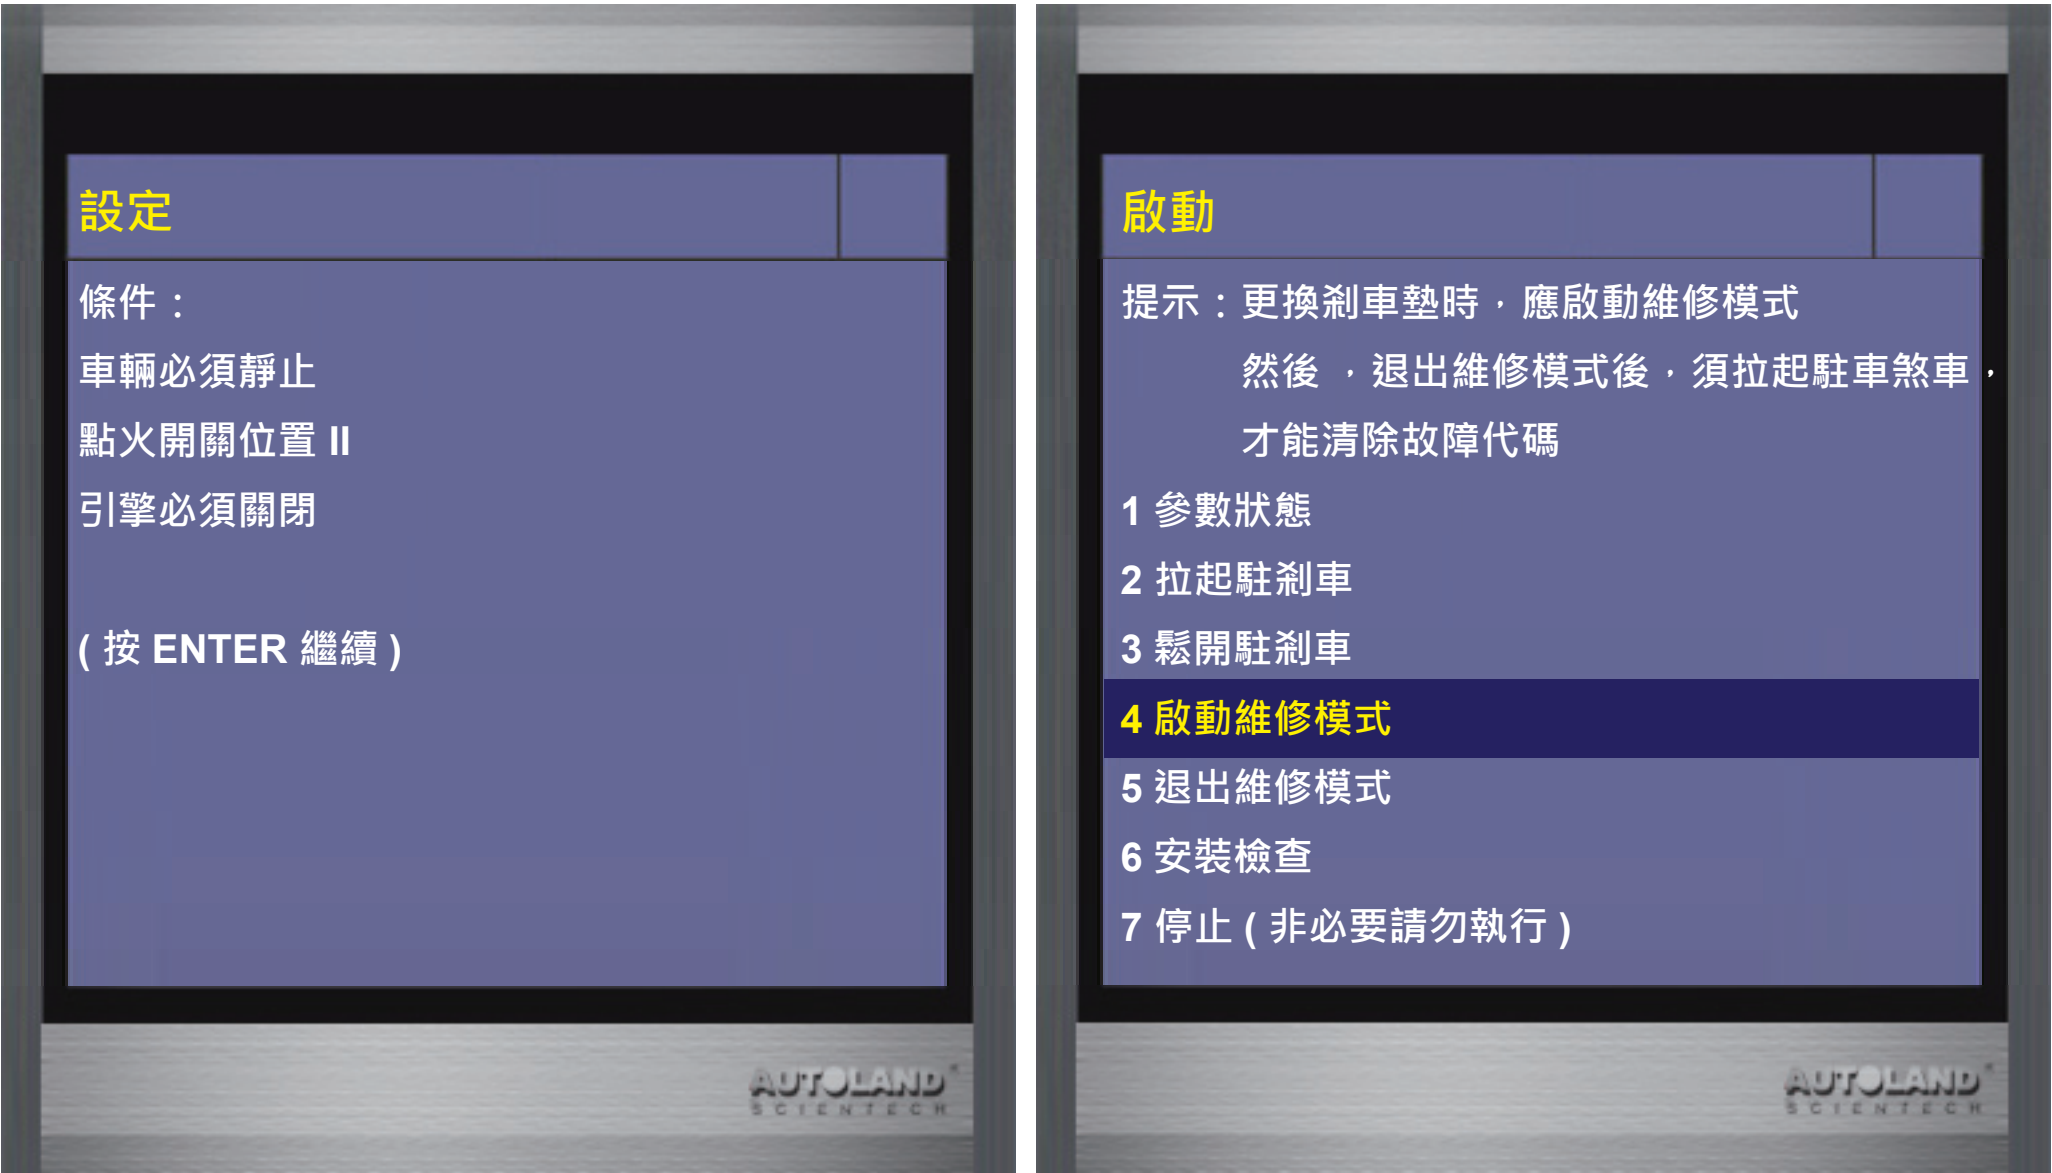 設定
條件：
車輛必須靜止
點火開關位置 II
引擎必須關閉
( 按 ENTER 繼續 )
AUTOLAND
SCIENTECH
啟動
提示：更換剎車墊時，應啟動維修模式
然後 ，退出維修模式後，須拉起駐車煞車，
才能清除故障代碼
1 參數狀態
2 拉起駐剎車
3 鬆開駐剎車
4 啟動維修模式
5 退出維修模式
6 安裝檢查
7 停止 ( 非必要請勿執行 )
AUTOLAND
SCIENTECH